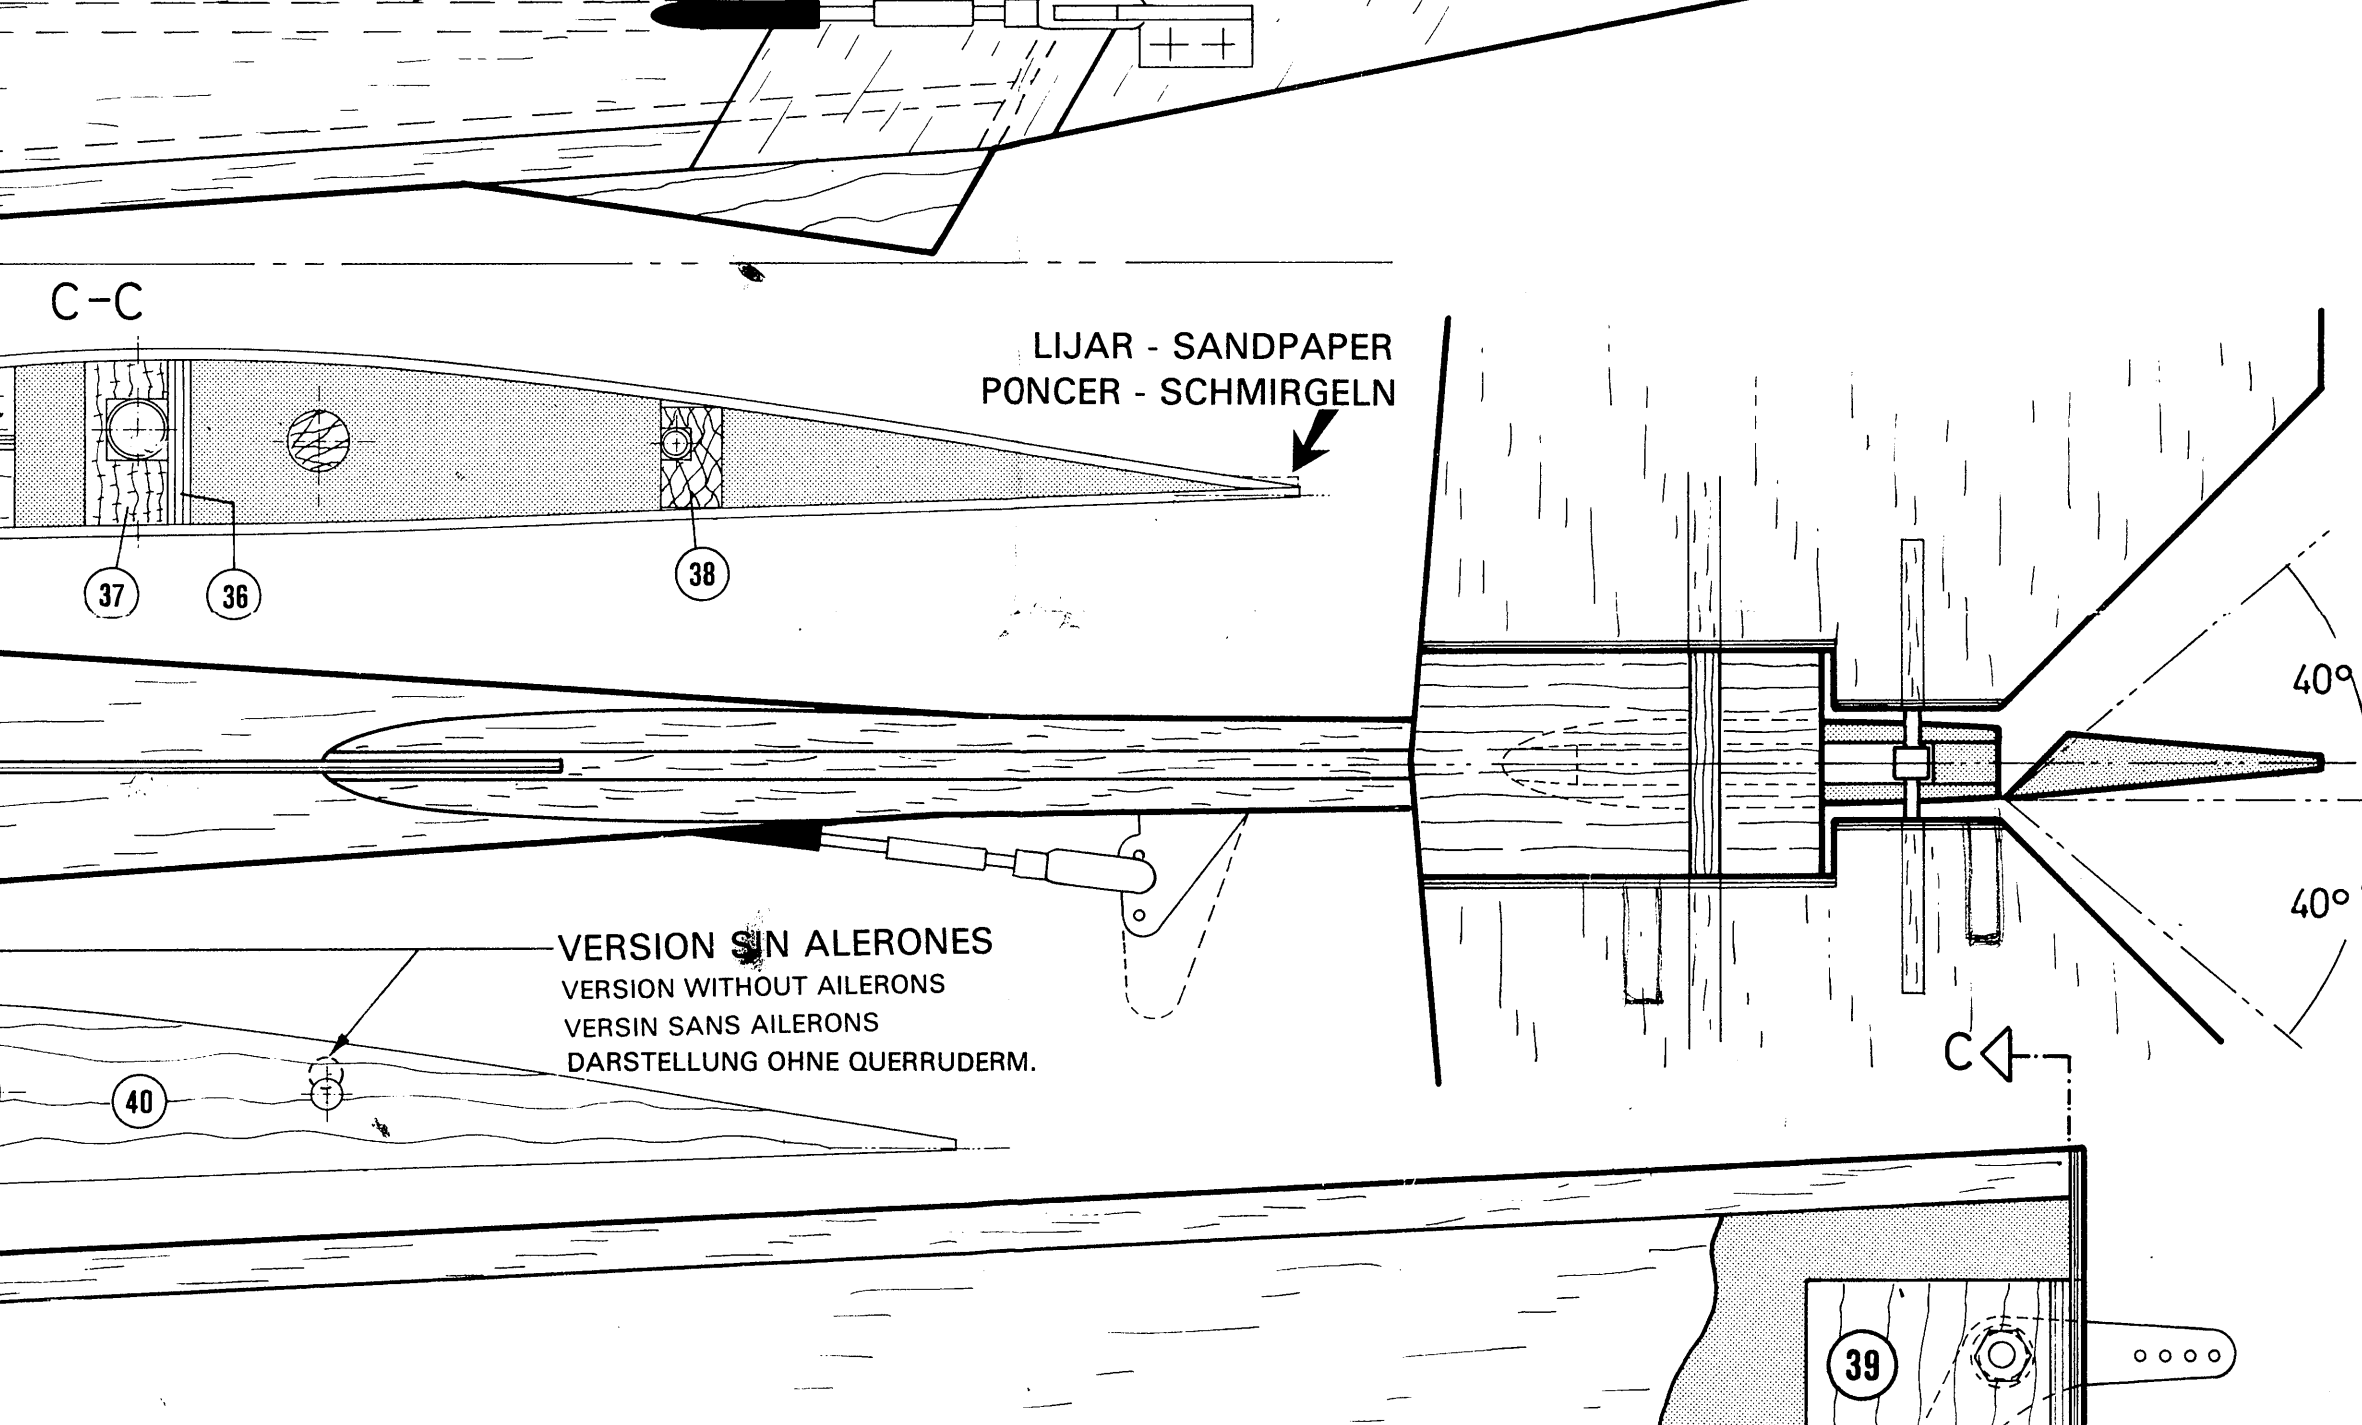 C-C
LIJAR - SANDPAPER
PONCER - SCHMIRGELN
37
36
38
40°
40°
VERSION SIN ALERONES
VERSION WITHOUT AILERONS
VERSIN SANS AILERONS
DARSTELLUNG OHNE QUERRUDERM.
C
40
39